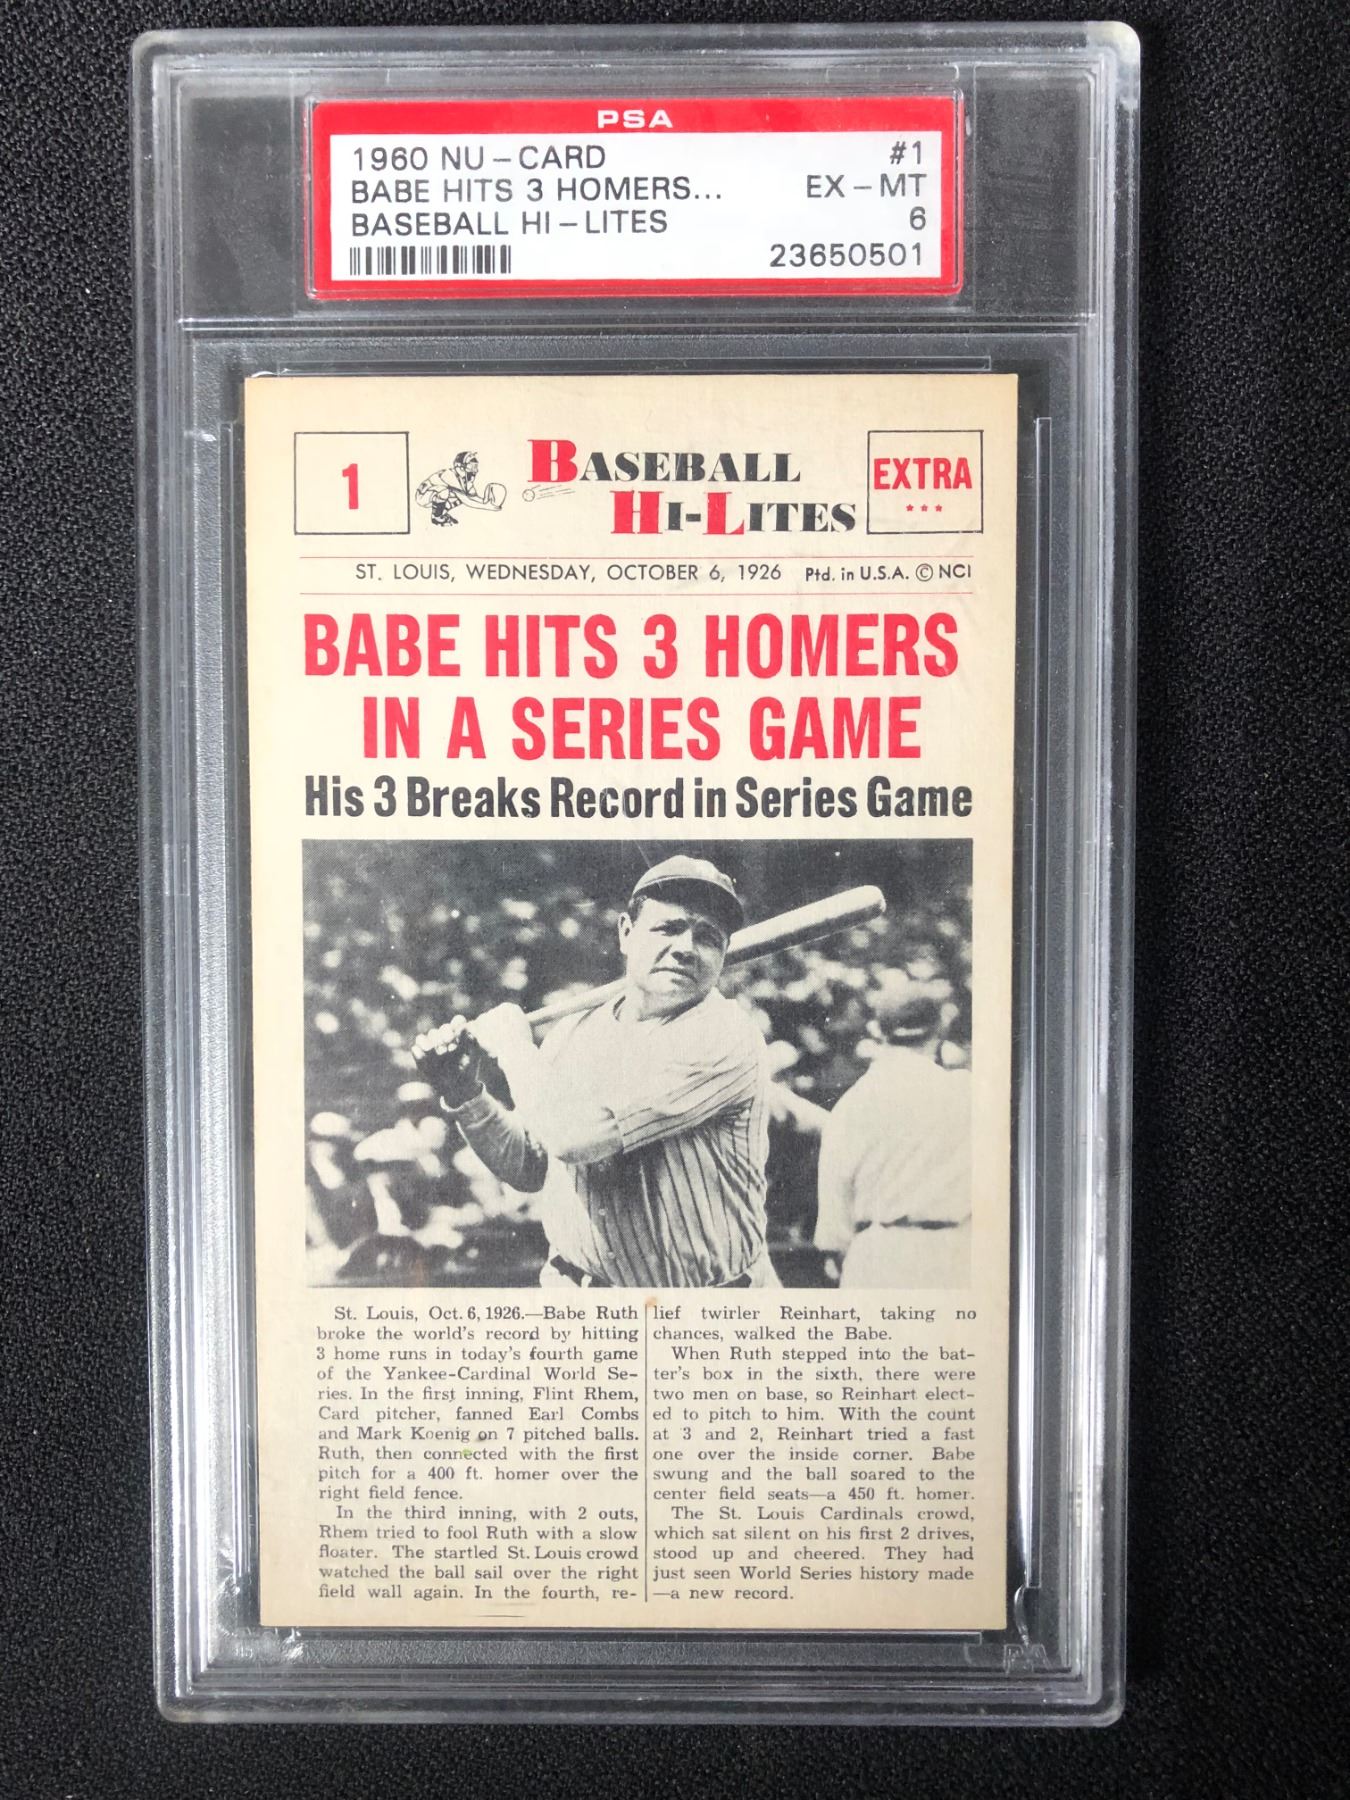 PSA
1960 NU-CARD #1
BABE HITS 3 HOMERS... EX-MT
BASEBALL HI-LITES 6
23650501
1
BASEBALL
HI-LITES
EXTRA
ST. LOUIS, WEDNESDAY, OCTOBER 6, 1926 Ptd. in U.S.A. © NCI
BABE HITS 3 HOMERS
IN A SERIES GAME
His 3 Breaks Record in Series Game
St. Louis, Oct. 6, 1926.—Babe Ruth
broke the world's record by hitting
3 home runs in today's fourth game
of the Yankee-Cardinal World Se-
ries. In the first inning, Flint Rhem,
Card pitcher, fanned Earl Combs
and Mark Koenig on 7 pitched balls.
Ruth, then connected with the first
pitch for a 400 ft. homer over the
right field fence.
In the third inning, with 2 outs,
Rhem tried to fool Ruth with a slow
floater. The startled St. Louis crowd
watched the ball sail over the right
field wall again. In the fourth, re-
lief twirler Reinhart, taking no
chances, walked the Babe.
When Ruth stepped into the bat-
ter's box in the sixth, there were
two men on base, so Reinhart elect-
ed to pitch to him. With the count
at 3 and 2, Reinhart tried a fast
one over the inside corner. Babe
swung and the ball soared to the
center field seats—a 450 ft. homer.
The St. Louis Cardinals crowd,
which sat silent on his first 2 drives,
stood up and cheered. They had
just seen World Series history made
—a new record.